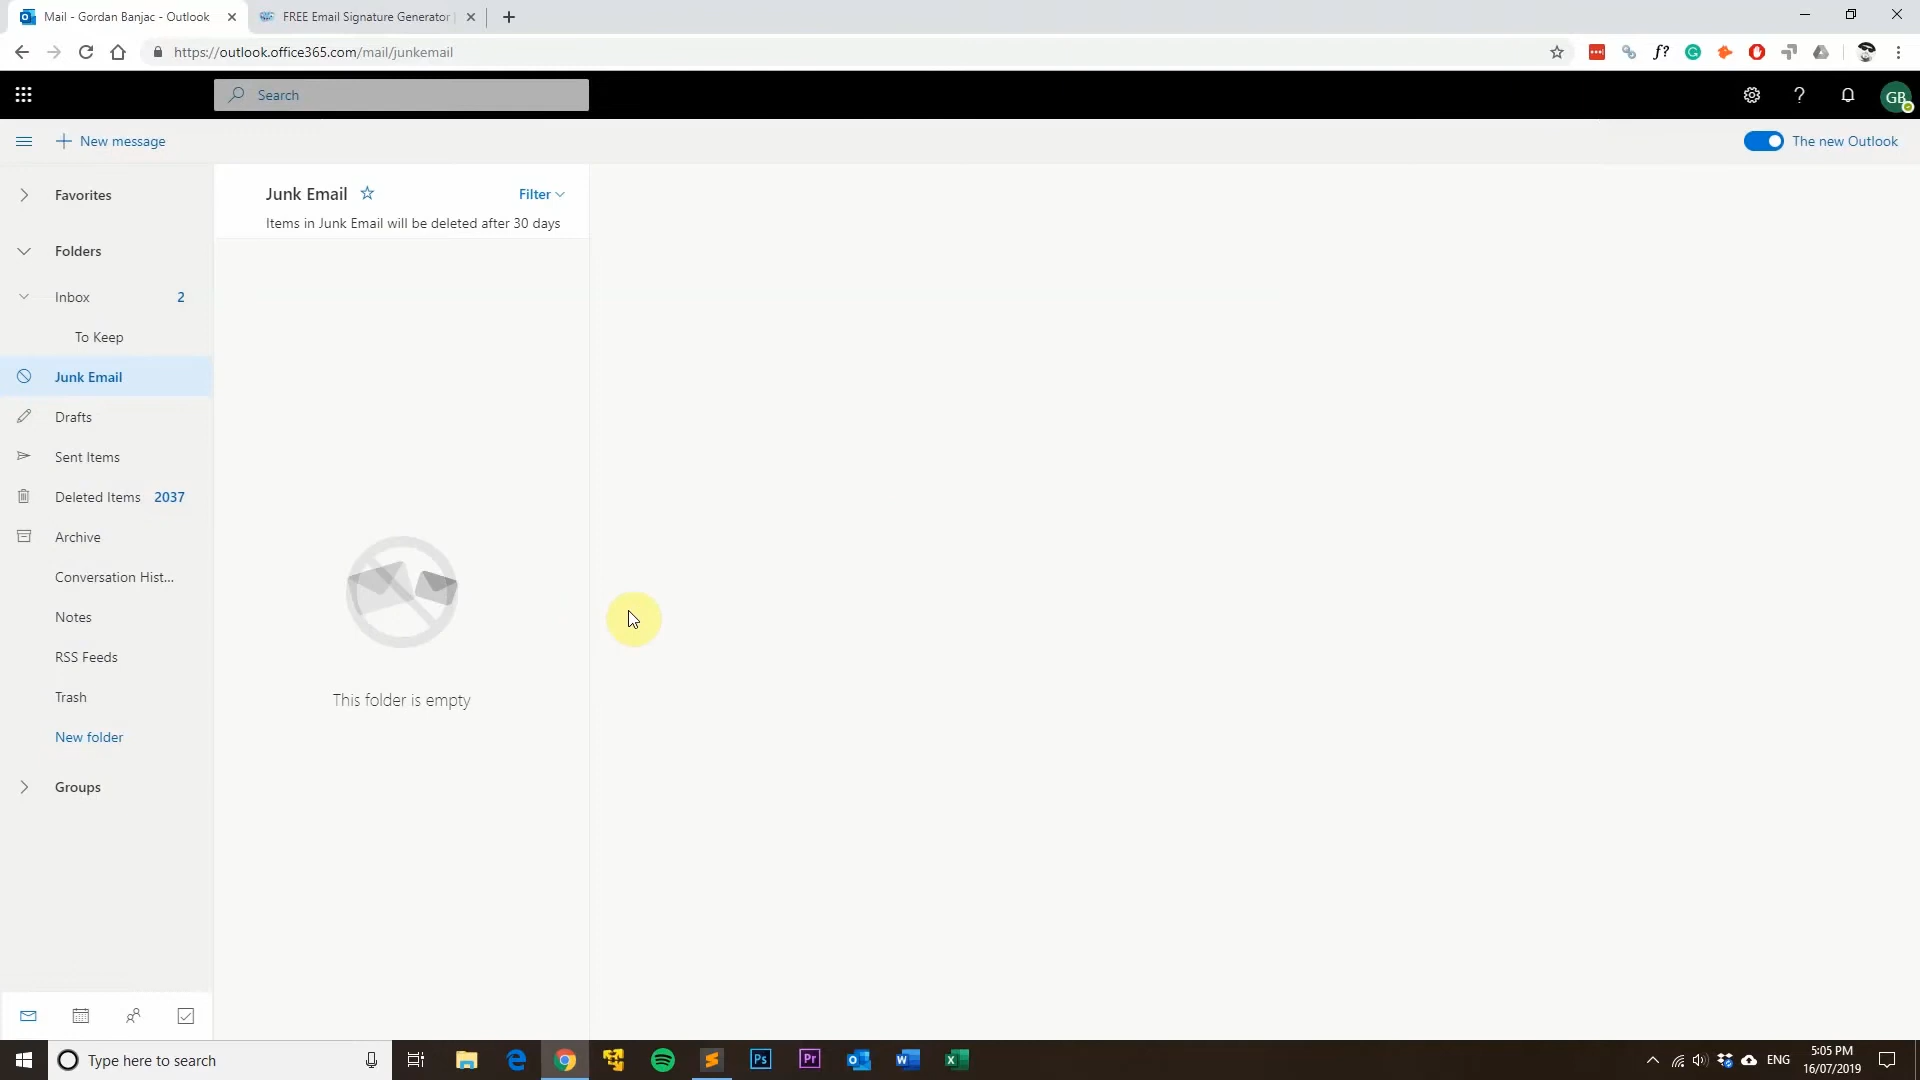 Mail - Gordan Banjac - Outlook
FREE Email Signature Generator
https://outlook.office365.com/mail/junkemail
f?
Search
?
GB
New message
The new Outlook
Favorites
Junk Email
Filter
Items in Junk Email will be deleted after 30 days
Folders
Inbox 2
To Keep
Junk Email
Drafts
Sent Items
Deleted Items 2037
Archive
Conversation Hist...
Notes
RSS Feeds
Trash
This folder is empty
New folder
Groups
Type here to search
Ps
Pr
ENG
5:05 PM
16/07/2019